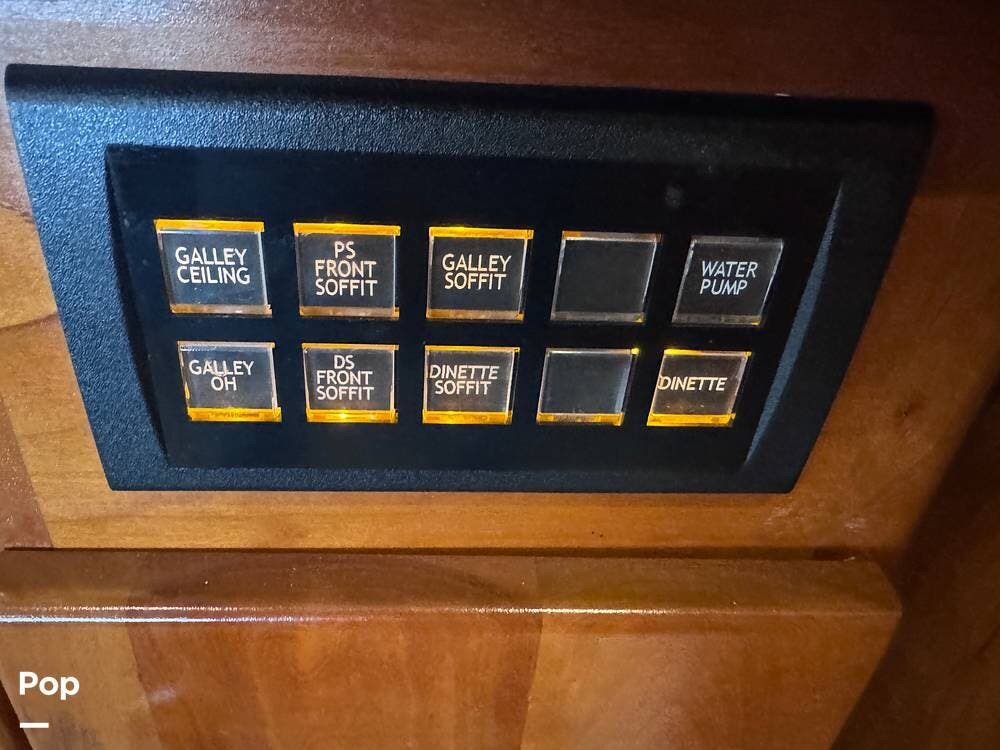 GALLEY
CEILING
PS
FRONT
SOFFIT
GALLEY
SOFFIT
WATER
PUMP
GALLEY
OH
DS
FRONT
SOFFIT
DINETTE
SOFFIT
DINETTE
Pop